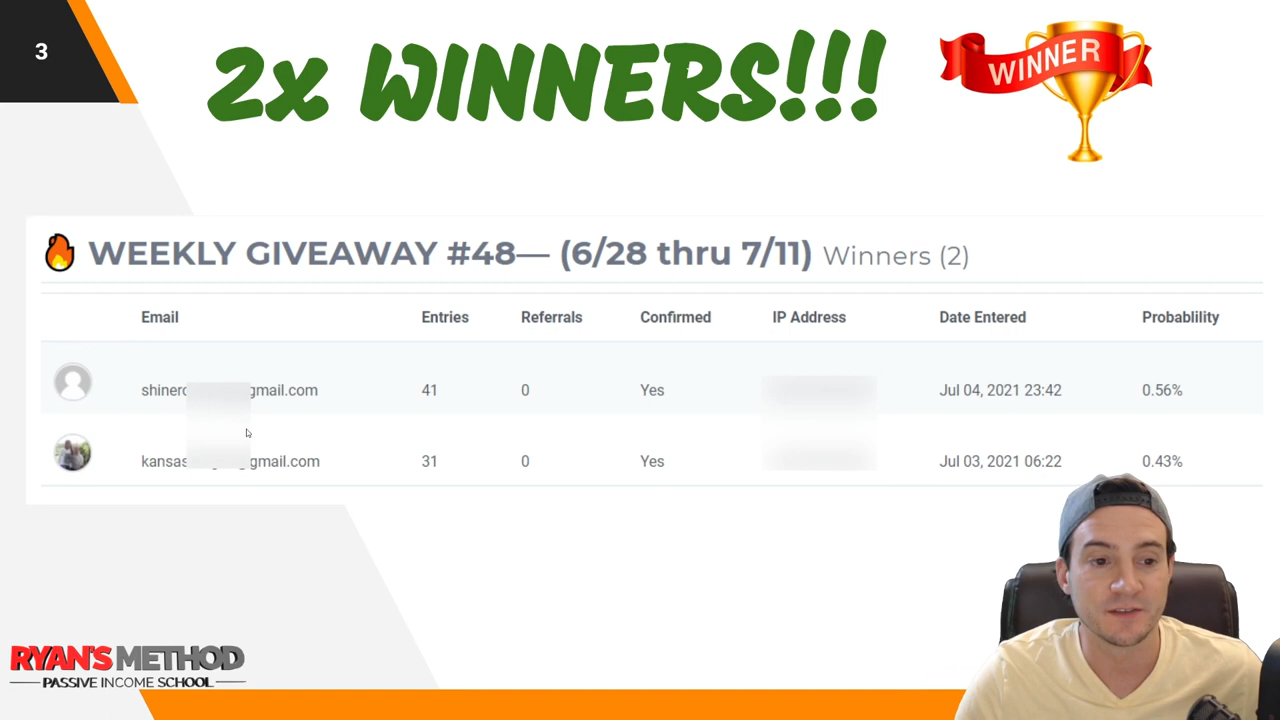 3
2x WINNERS!!!
WINNER
WEEKLY GIVEAWAY #48— (6/28 thru 7/11) Winners (2)
Email Entries Referrals Confirmed IP Address Date Entered Probablility
gmail.com 41 0 Yes Jul 04, 2021 23:42 0.56%
gmail.com 31 0 Yes Jul 03, 2021 06:22 0.43%
RYAN'S METHOD
PASSIVE INCOME SCHOOL